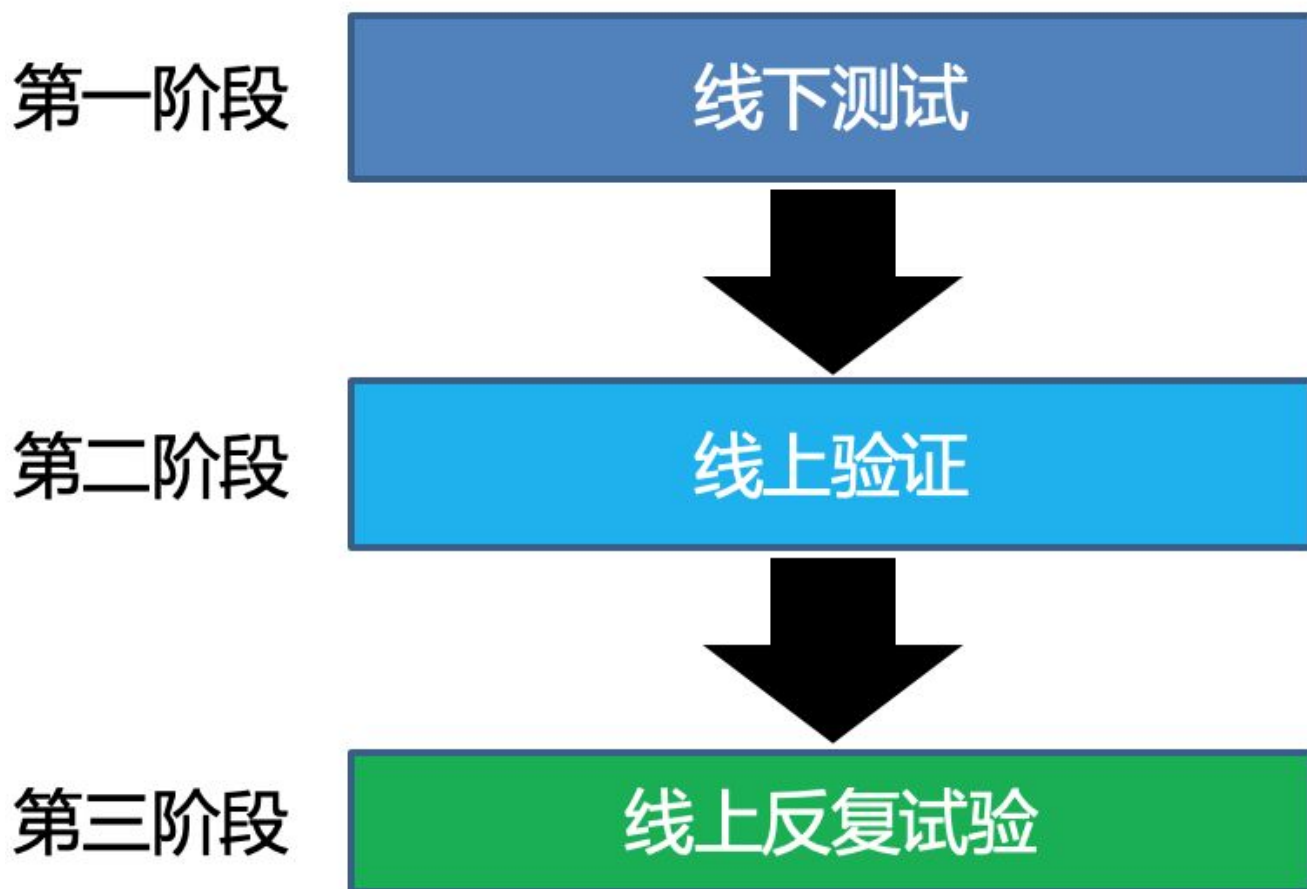 第一阶段
线下测试
第二阶段
线上验证
第三阶段
线上反复试验